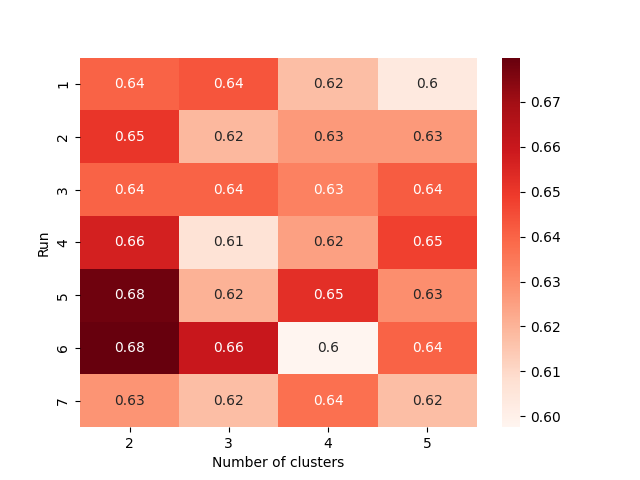 1 0.64 0.64 0.62 0.6
2 0.65 0.62 0.63 0.63
3 0.64 0.64 0.63 0.64
4 0.66 0.61 0.62 0.65
5 0.68 0.62 0.65 0.63
6 0.68 0.66 0.6 0.64
7 0.63 0.62 0.64 0.62
2 3 4 5
Number of clusters
Run
0.67
0.66
0.65
0.64
0.63
0.62
0.61
0.60